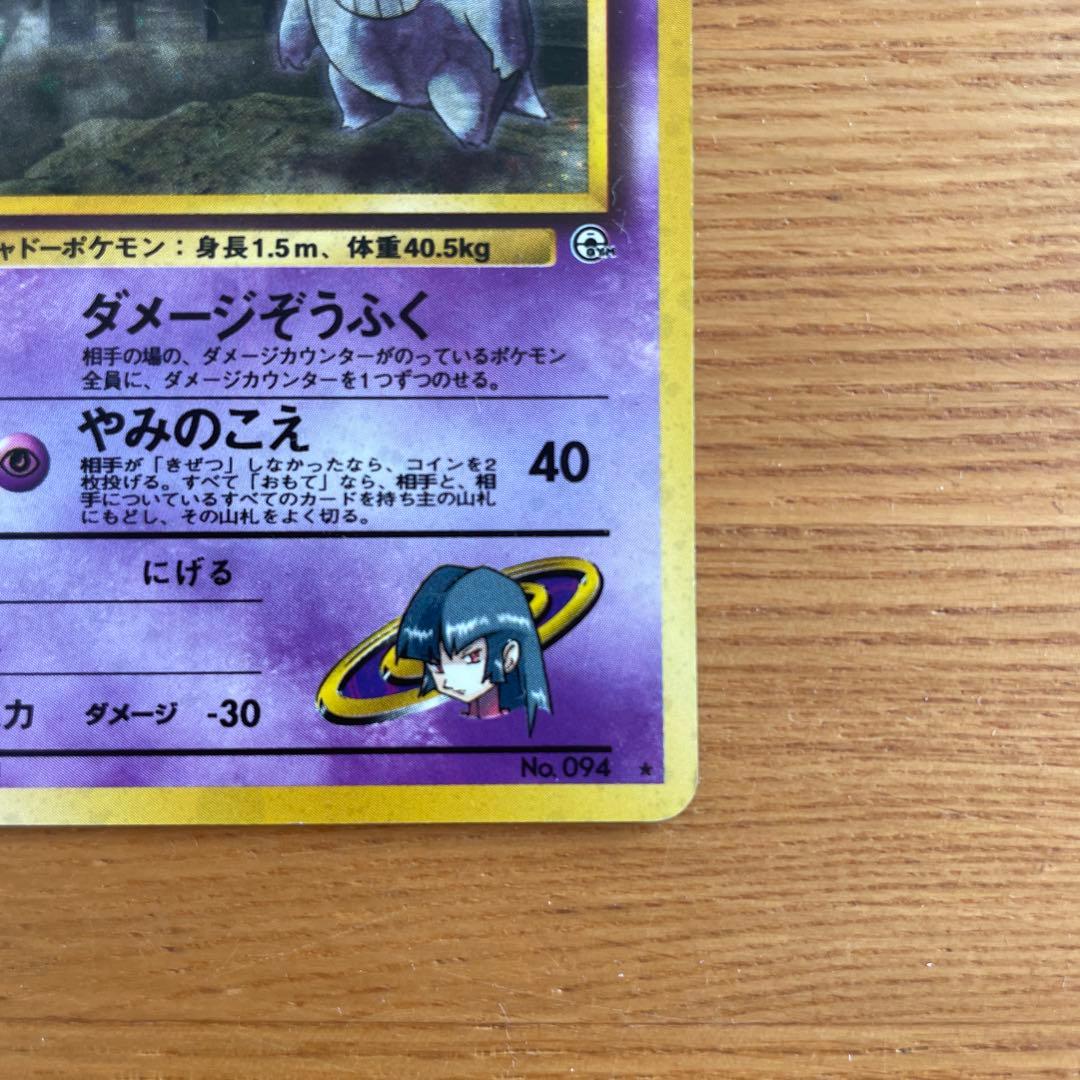 ャドーポケモン：身長1.5m、体重40.5kg
GYM
ダメージぞうふく
相手の場の、ダメージカウンターがのっているポケモン
全員に、ダメージカウンターを1つずつのせる。
やみのこえ
40
相手が「きぜつ」しなかったなら、コインを2
枚投げる。すべて「おもて」なら、相手と、相
手についているすべてのカードを持ち主の山札
にもどし、その山札をよく切る。
にげる
力 ダメージ -30
No. 094 ★